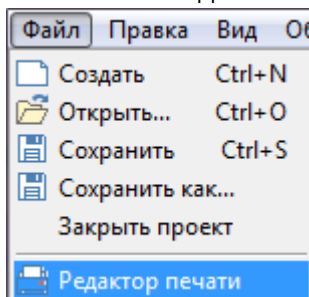 Файл Правка Вид
Создать Ctrl+N
Открыть... Ctrl+O
Сохранить Ctrl+S
Сохранить как...
Закрыть проект
Редактор печати